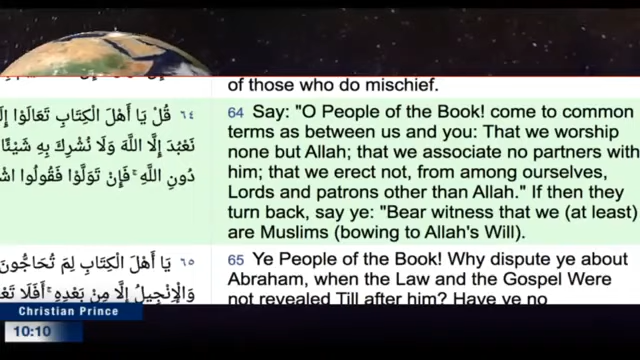 of those who do mischief.
٦٤ قُلْ يَا أَهْلَ الْكِتَابِ تَعَالَوْا
نَعْبُدَ إِلَّا اللَّهَ وَلَا نُشْرِكَ بِهِ شَيْئًا
دُونِ اللَّهِ ۚ فَإِنْ تَوَلَّوْا فَقُولُوا
64 Say: "O People of the Book! come to common
terms as between us and you: That we worship
none but Allah; that we associate no partners with
him; that we erect not, from among ourselves,
Lords and patrons other than Allah." If then they
turn back, say ye: "Bear witness that we (at least)
are Muslims (bowing to Allah's Will).
٦٥ يَا أَهْلَ الْكِتَابِ لِمَ تُحَاجُّونَ
وَالْإِنْجِيلُ إِلَّا مِنْ بَعْدِهِ ۚ أَفَلَا
65 Ye People of the Book! Why dispute ye about
Abraham, when the Law and the Gospel Were
not revealed Till after him? Have ye no
Christian Prince
10:10